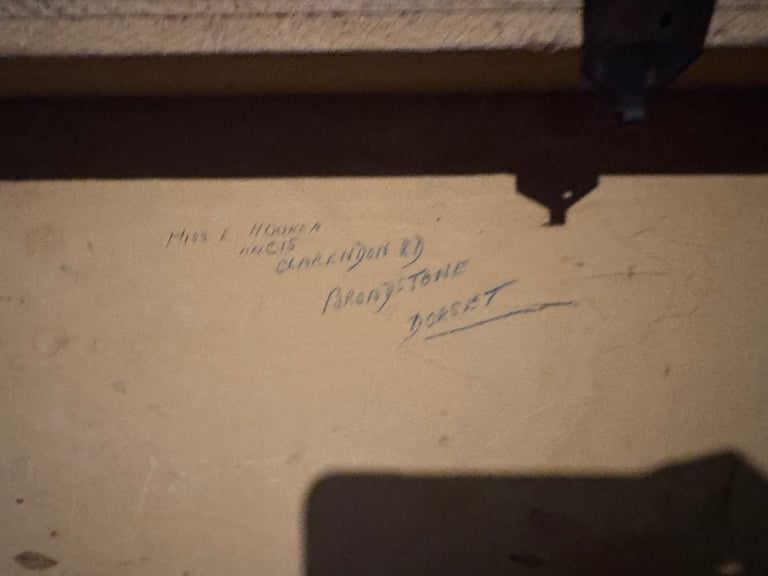 MISS E HOOKER
CLARENDON RD
BROADSTONE
DORSET